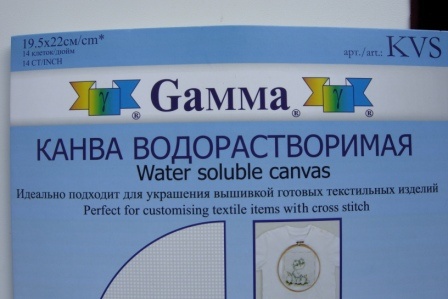 19.5x22см/cm*
14 клеток/дюйм
14 CT/INCH
арт./art.: KVS
γ ® Gamma ® γ ®
КАНВА ВОДОРАСТВОРИМАЯ
Water soluble canvas
Идеально подходит для украшения вышивкой готовых текстильных изделий
Perfect for customising textile items with cross stitch